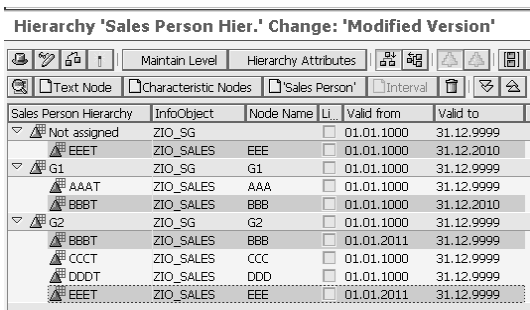 Hierarchy 'Sales Person Hier.' Change: 'Modified Version'
Maintain Level Hierarchy Attributes
Text Node Characteristic Nodes 'Sales Person' Interval
Sales Person Hierarchy InfoObject Node Name Li... Valid from Valid to
Not assigned ZIO_SG 01.01.1000 31.12.9999
EEET ZIO_SALES EEE 01.01.1000 31.12.2010
G1 ZIO_SG G1 01.01.1000 31.12.9999
AAAT ZIO_SALES AAA 01.01.1000 31.12.9999
BBBT ZIO_SALES BBB 01.01.1000 31.12.2010
G2 ZIO_SG G2 01.01.1000 31.12.9999
BBBT ZIO_SALES BBB 01.01.2011 31.12.9999
CCCT ZIO_SALES CCC 01.01.1000 31.12.9999
DDDT ZIO_SALES DDD 01.01.1000 31.12.9999
EEET ZIO_SALES EEE 01.01.2011 31.12.9999